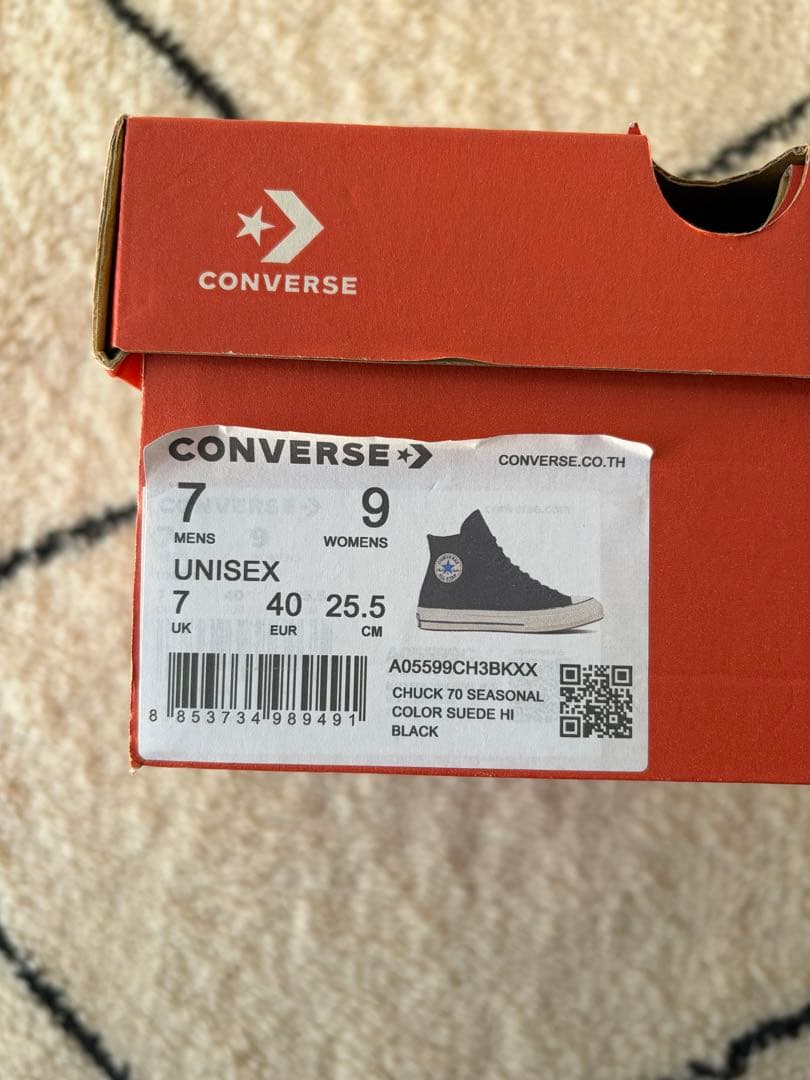 CONVERSE
CONVERSE
CONVERSE.CO.TH
7 9
MENS WOMENS
UNISEX
7 40 25.5
UK EUR CM
A05599CH3BKXX
CHUCK 70 SEASONAL
COLOR SUEDE HI
BLACK
8 853734 989491